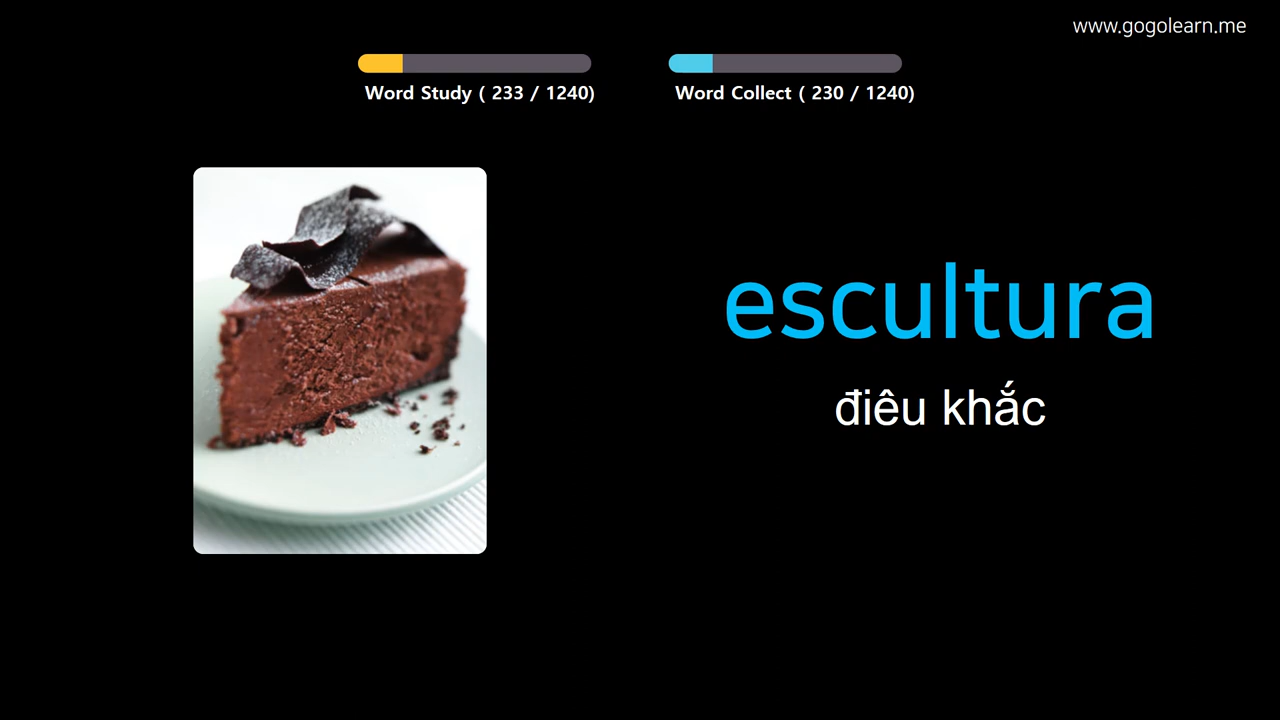 www.gogolearn.me
Word Study ( 233 / 1240)
Word Collect ( 230 / 1240)
escultura
điêu khắc